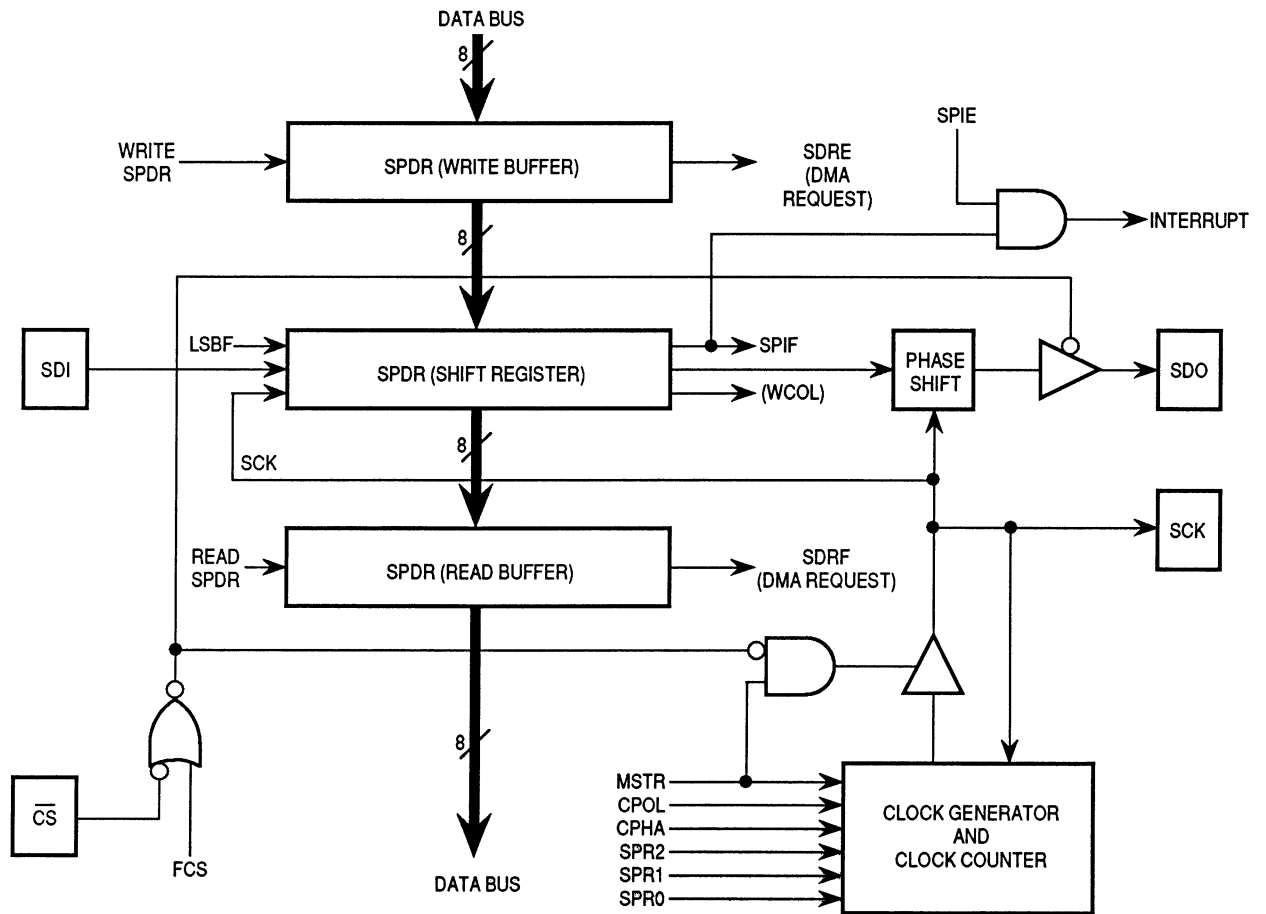 DATA BUS
8
SPIE
WRITE
SPDR
SPDR (WRITE BUFFER)
SDRE
(DMA
REQUEST)
INTERRUPT
8
LSBF
SPIF
SDI
SPDR (SHIFT REGISTER)
PHASE
SHIFT
SDO
(WCOL)
8
SCK
SCK
READ
SPDR
SPDR (READ BUFFER)
SDRF
(DMA REQUEST)
8
CS
FCS
MSTR
CPOL
CPHA
SPR2
SPR1
SPR0
CLOCK GENERATOR
AND
CLOCK COUNTER
DATA BUS